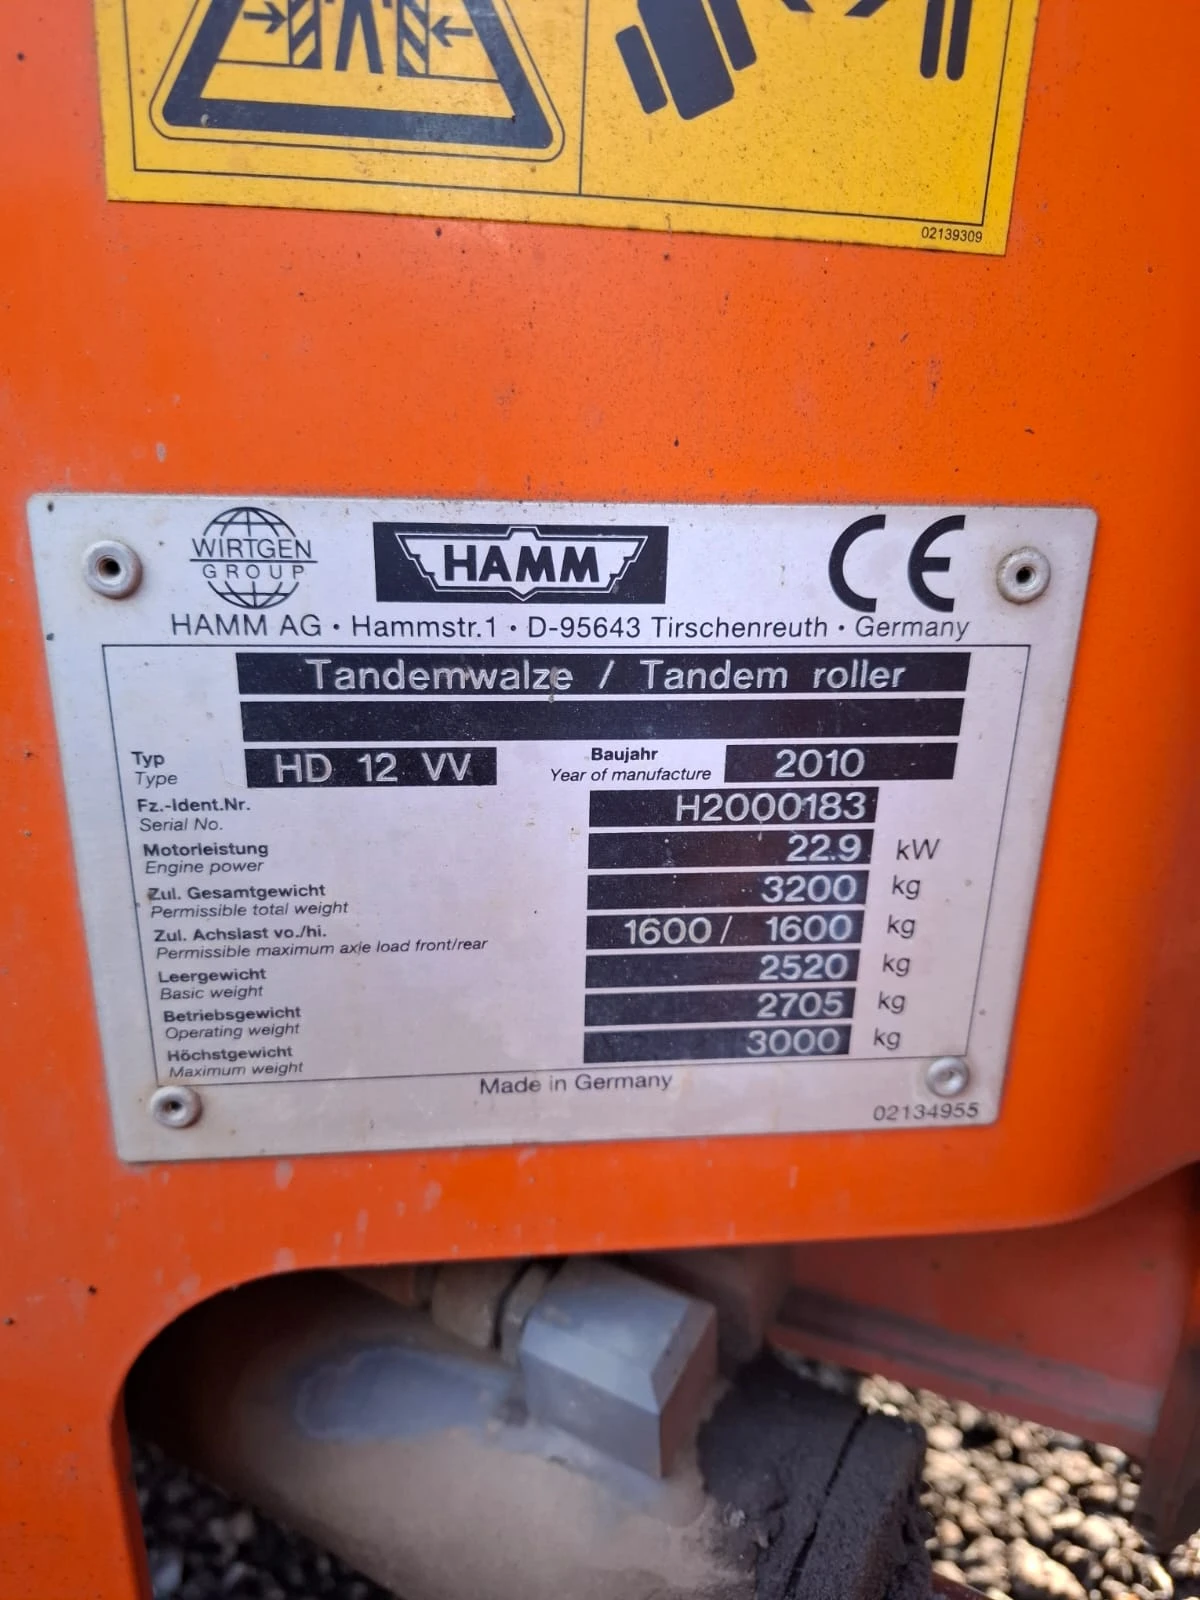 02139309
WIRTGEN
GROUP
HAMM
CE
HAMM AG • Hammstr.1 • D-95643 Tirschenreuth • Germany
Tandemwalze / Tandem roller
Typ
Type
HD 12 VV
Baujahr
Year of manufacture
2010
Fz.-Ident.Nr.
Serial No.
H2000183
Motorleistung
Engine power
22.9 kW
Zul. Gesamtgewicht
Permissible total weight
3200 kg
Zul. Achslast vo./hi.
Permissible maximum axle load front/rear
1600 / 1600 kg
Leergewicht
Basic weight
2520 kg
Betriebsgewicht
Operating weight
2705 kg
Höchstgewicht
Maximum weight
3000 kg
Made in Germany
02134955